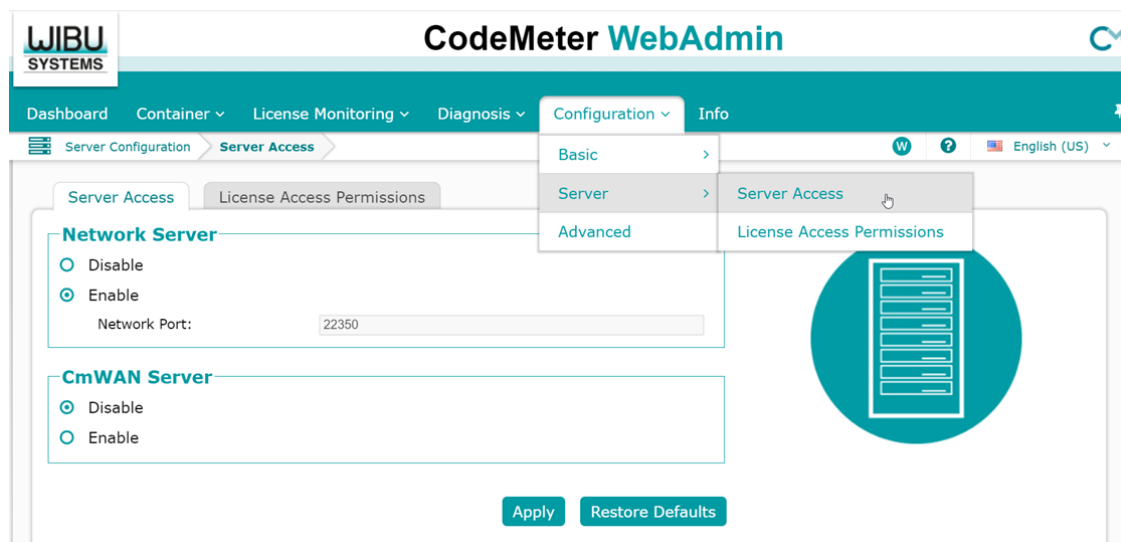 WIBU
SYSTEMS
CodeMeter WebAdmin
Dashboard Container License Monitoring Diagnosis Configuration Info
Server Configuration Server Access
W ? English (US)
Basic
Server
Advanced
Server Access
License Access Permissions
Server Access License Access Permissions
Network Server
Disable
Enable
Network Port: 22350
CmWAN Server
Disable
Enable
Apply Restore Defaults